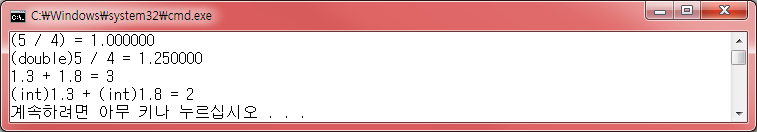 C:₩Windows₩system32₩cmd.exe
(5 / 4) = 1.000000
(double)5 / 4 = 1.250000
1.3 + 1.8 = 3
(int)1.3 + (int)1.8 = 2
계속하려면 아무 키나 누르십시오 . . .